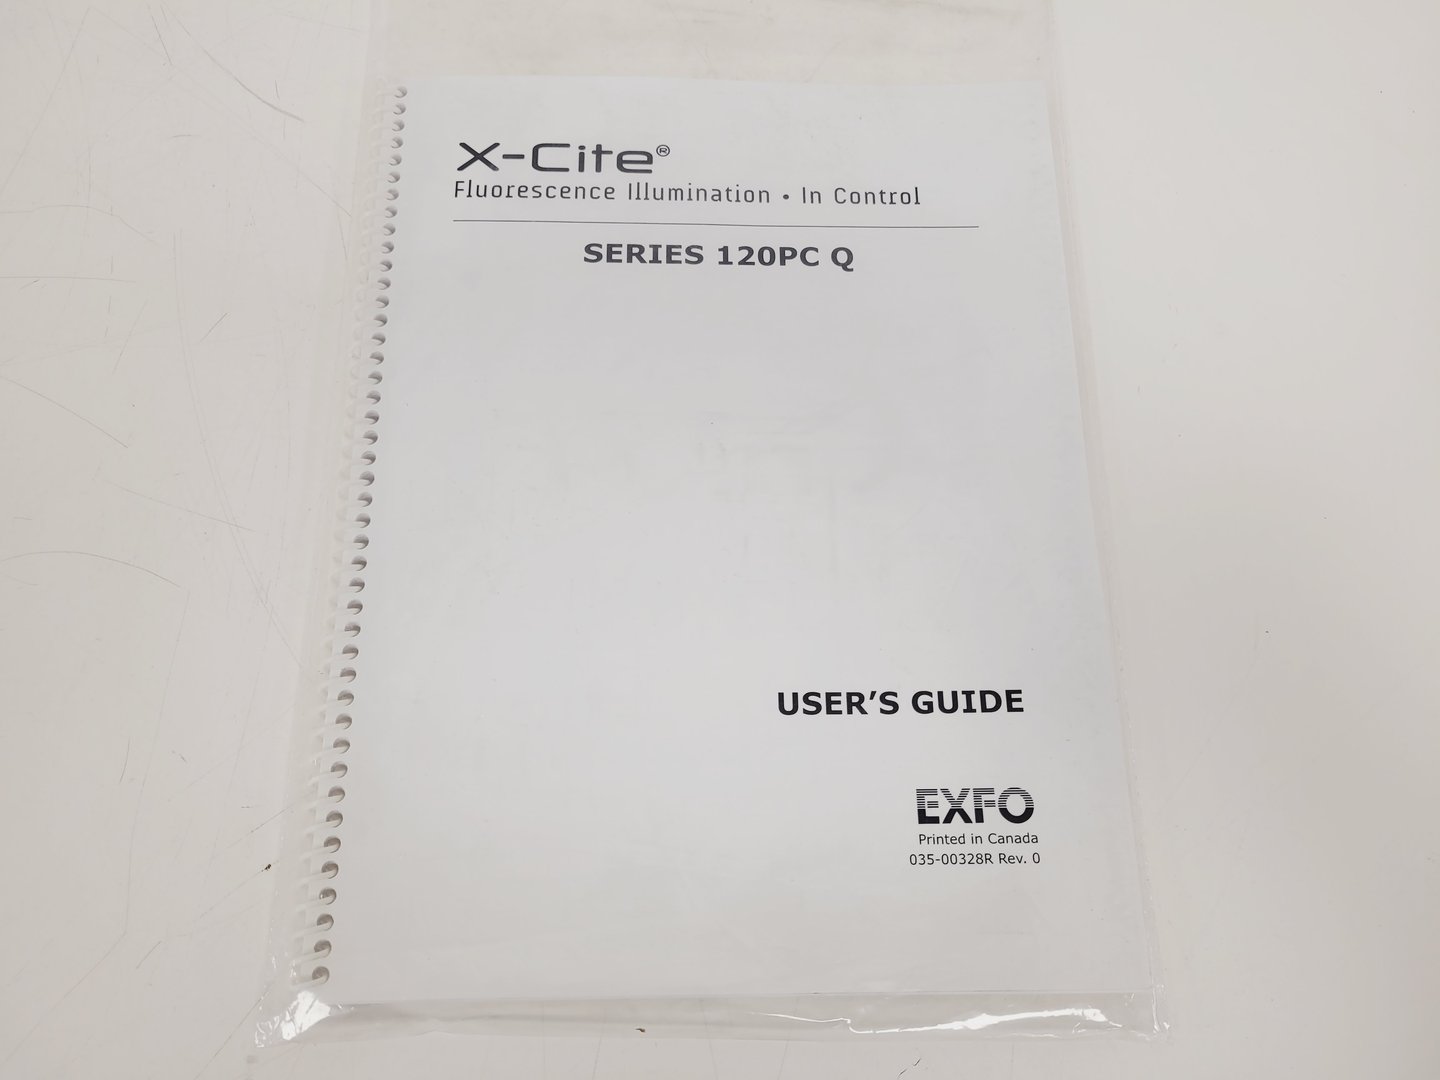 X-Cite®
Fluorescence Illumination • In Control
SERIES 120PC Q
USER'S GUIDE
EXFO
Printed in Canada
035-00328R Rev. 0